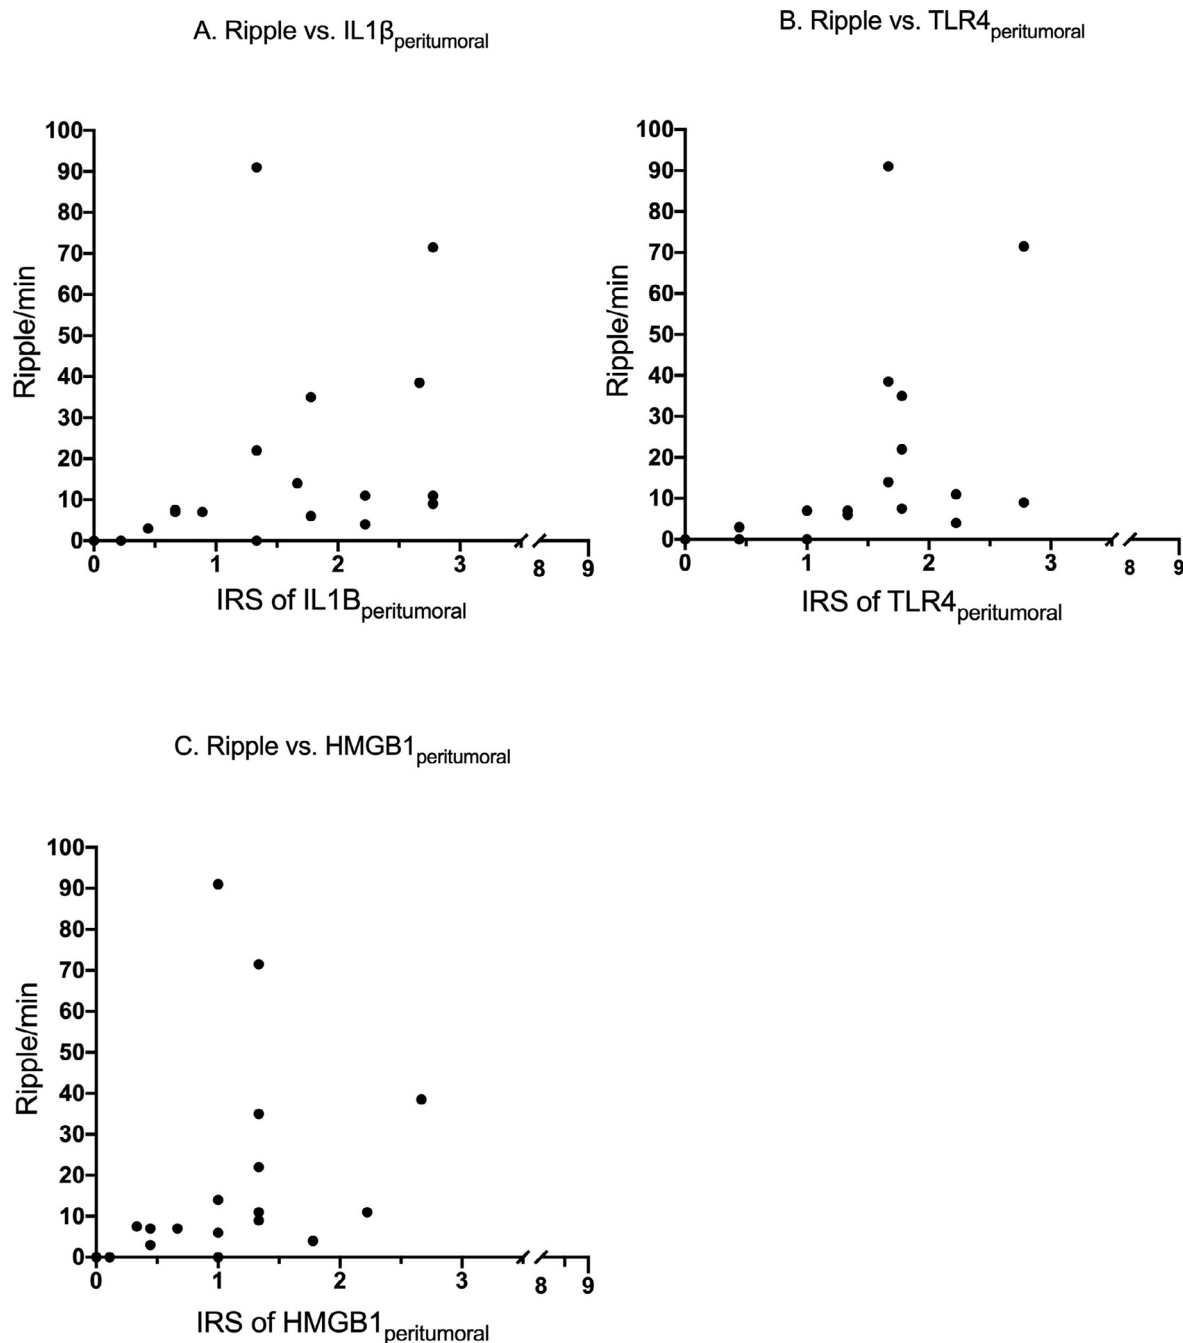 A. Ripple vs. IL1βperitumoral
B. Ripple vs. TLR4peritumoral
100
90
80
70
60
50
40
30
20
10
0
Ripple/min
0 1 2 3 8 9
IRS of IL1Bperitumoral
100
90
80
70
60
50
40
30
20
10
0
Ripple/min
0 1 2 3 8 9
IRS of TLR4peritumoral
C. Ripple vs. HMGB1peritumoral
100
90
80
70
60
50
40
30
20
10
0
Ripple/min
0 1 2 3 8 9
IRS of HMGB1peritumoral